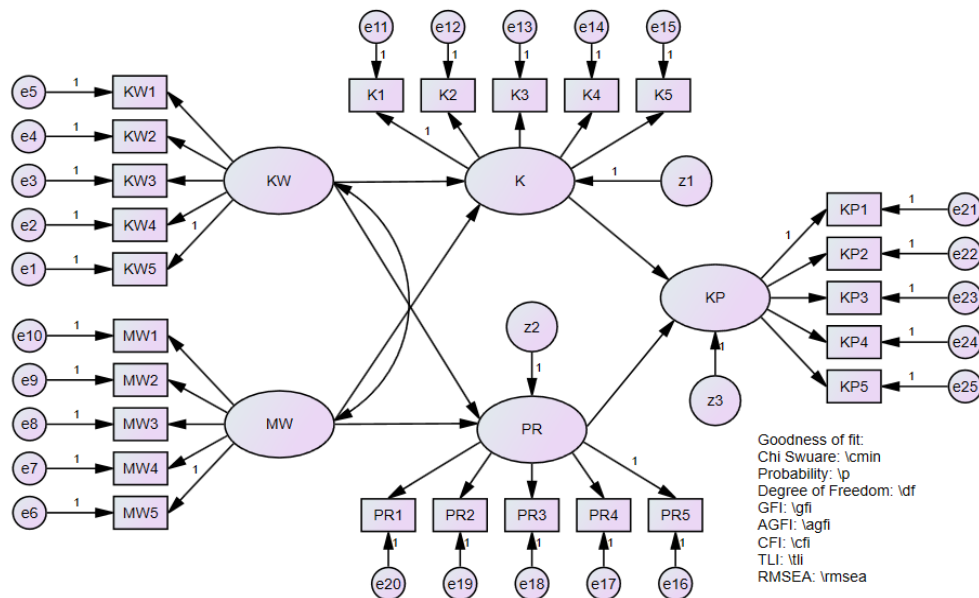 e11 e12 e13 e14 e15
1 1 1 1 1
K1 K2 K3 K4 K5
1
e5 1 KW1
e4 1 KW2
e3 1 KW3
e2 1 KW4
1
e1 1 KW5
KW
K
1 z1
KP1 1 e21
1
KP2 1 e22
KP3 1 e23
KP4 1 e24
KP5 1 e25
KP
1
z3
e10 1 MW1
e9 1 MW2
e8 1 MW3
e7 1 MW4
1
e6 1 MW5
MW
z2
1
PR
1
PR1 PR2 PR3 PR4 PR5
1 1 1 1 1
e20 e19 e18 e17 e16
Goodness of fit:
Chi Swuare: \cmin
Probability: \p
Degree of Freedom: \df
GFI: \gfi
AGFI: \agfi
CFI: \cfi
TLI: \tli
RMSEA: \rmsea